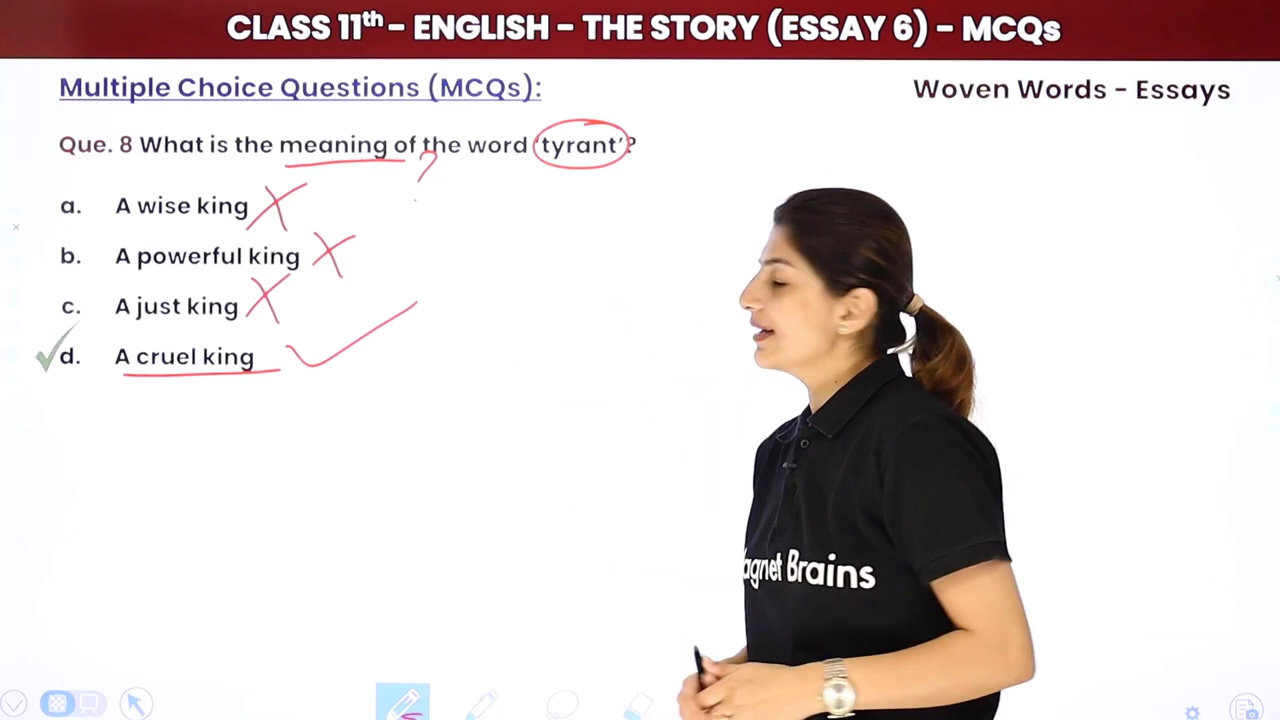 CLASS 11th - ENGLISH - THE STORY (ESSAY 6) - MCQs
Multiple Choice Questions (MCQs):
Woven Words - Essays
Que. 8 What is the meaning of the word 'tyrant'?
?
a. A wise king
b. A powerful king
c. A just king
d. A cruel king
Magnet Brains